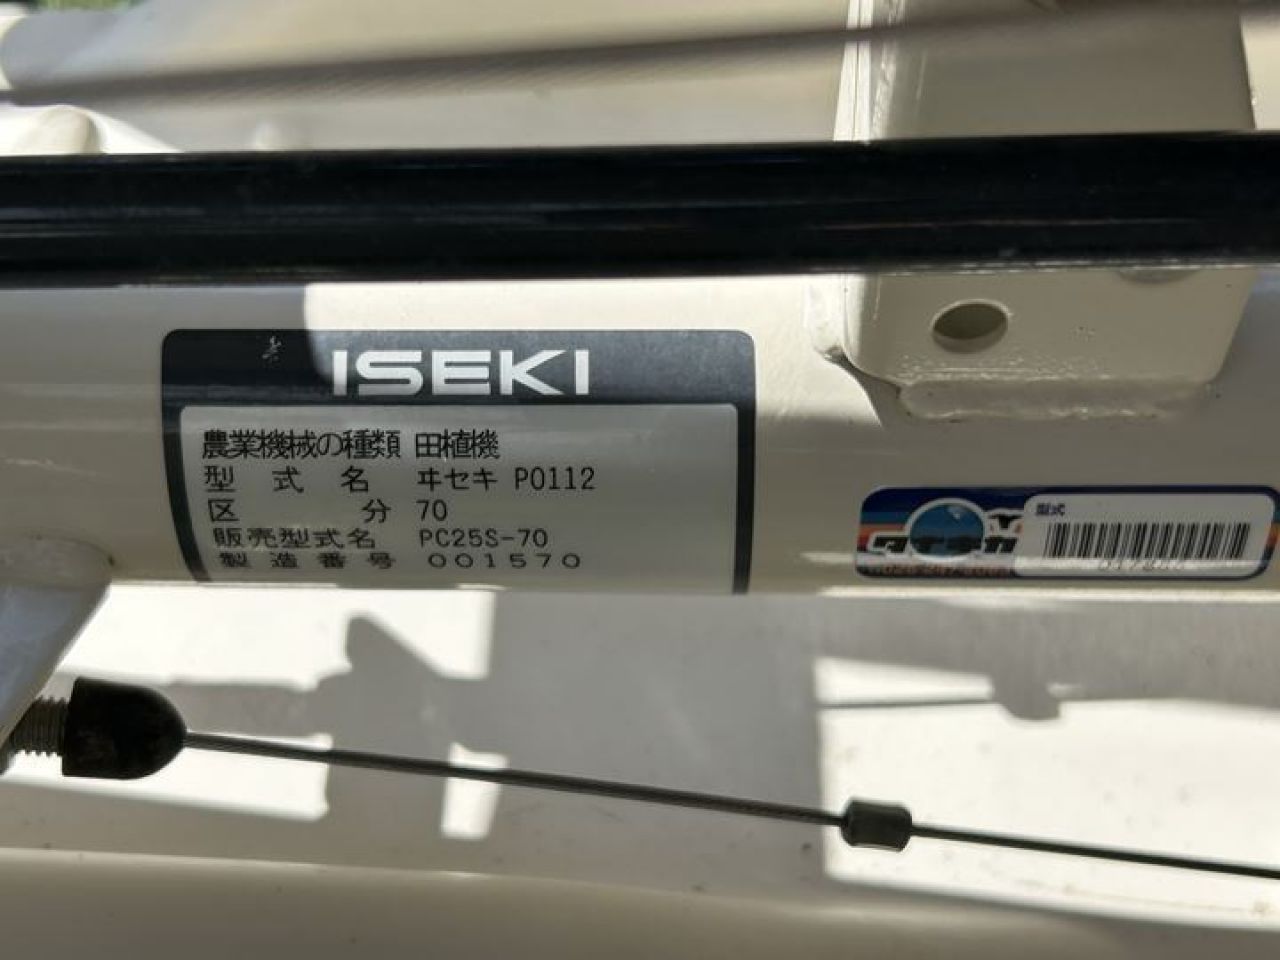 ISEKI
農業機械の種類 田植機
型式名 ヰセキ P0112
区分 70
販売型式名 PC25S-70
製造番号 001570
型式